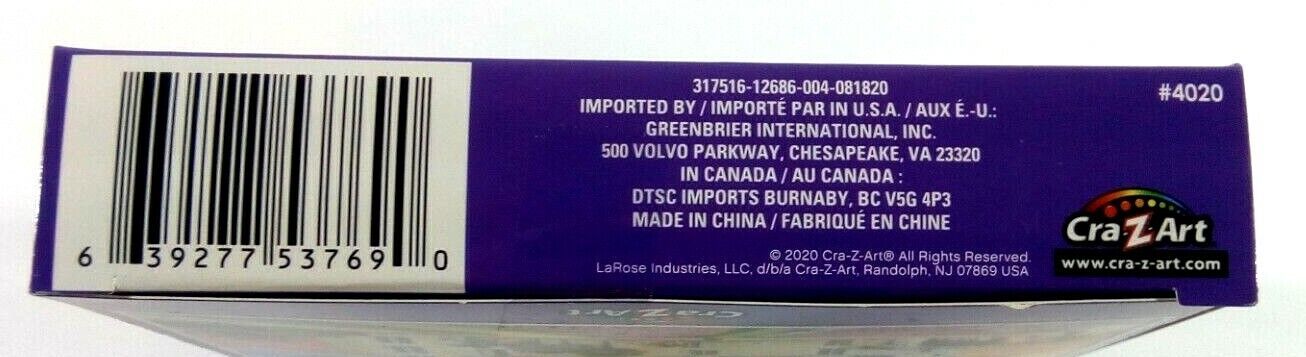 317516-12686-004-081820
IMPORTED BY / IMPORTÉ PAR IN U.S.A. / AUX É.-U.:
GREENBRIER INTERNATIONAL, INC.
500 VOLVO PARKWAY, CHESAPEAKE, VA 23320
IN CANADA / AU CANADA :
DTSC IMPORTS BURNABY, BC V5G 4P3
MADE IN CHINA / FABRIQUÉ EN CHINE
© 2020 Cra-Z-Art® All Rights Reserved.
LaRose Industries, LLC, d/b/a Cra-Z-Art, Randolph, NJ 07869 USA
#4020
Cra-Z-Art
www.cra-z-art.com
6 39277 53769 0
Cra-Z-Art